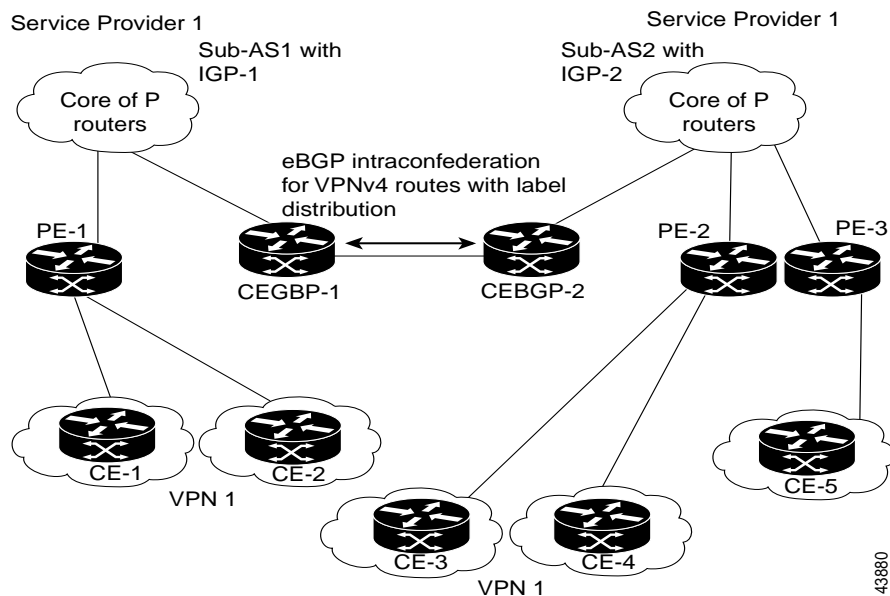 Service Provider 1
Service Provider 1
Sub-AS1 with
IGP-1
Sub-AS2 with
IGP-2
Core of P
routers
Core of P
routers
eBGP intraconfederation
for VPNv4 routes with label
distribution
PE-1
PE-2
PE-3
CEGBP-1
CEBGP-2
CE-1
CE-2
VPN 1
CE-5
CE-3
CE-4
VPN 1
43880